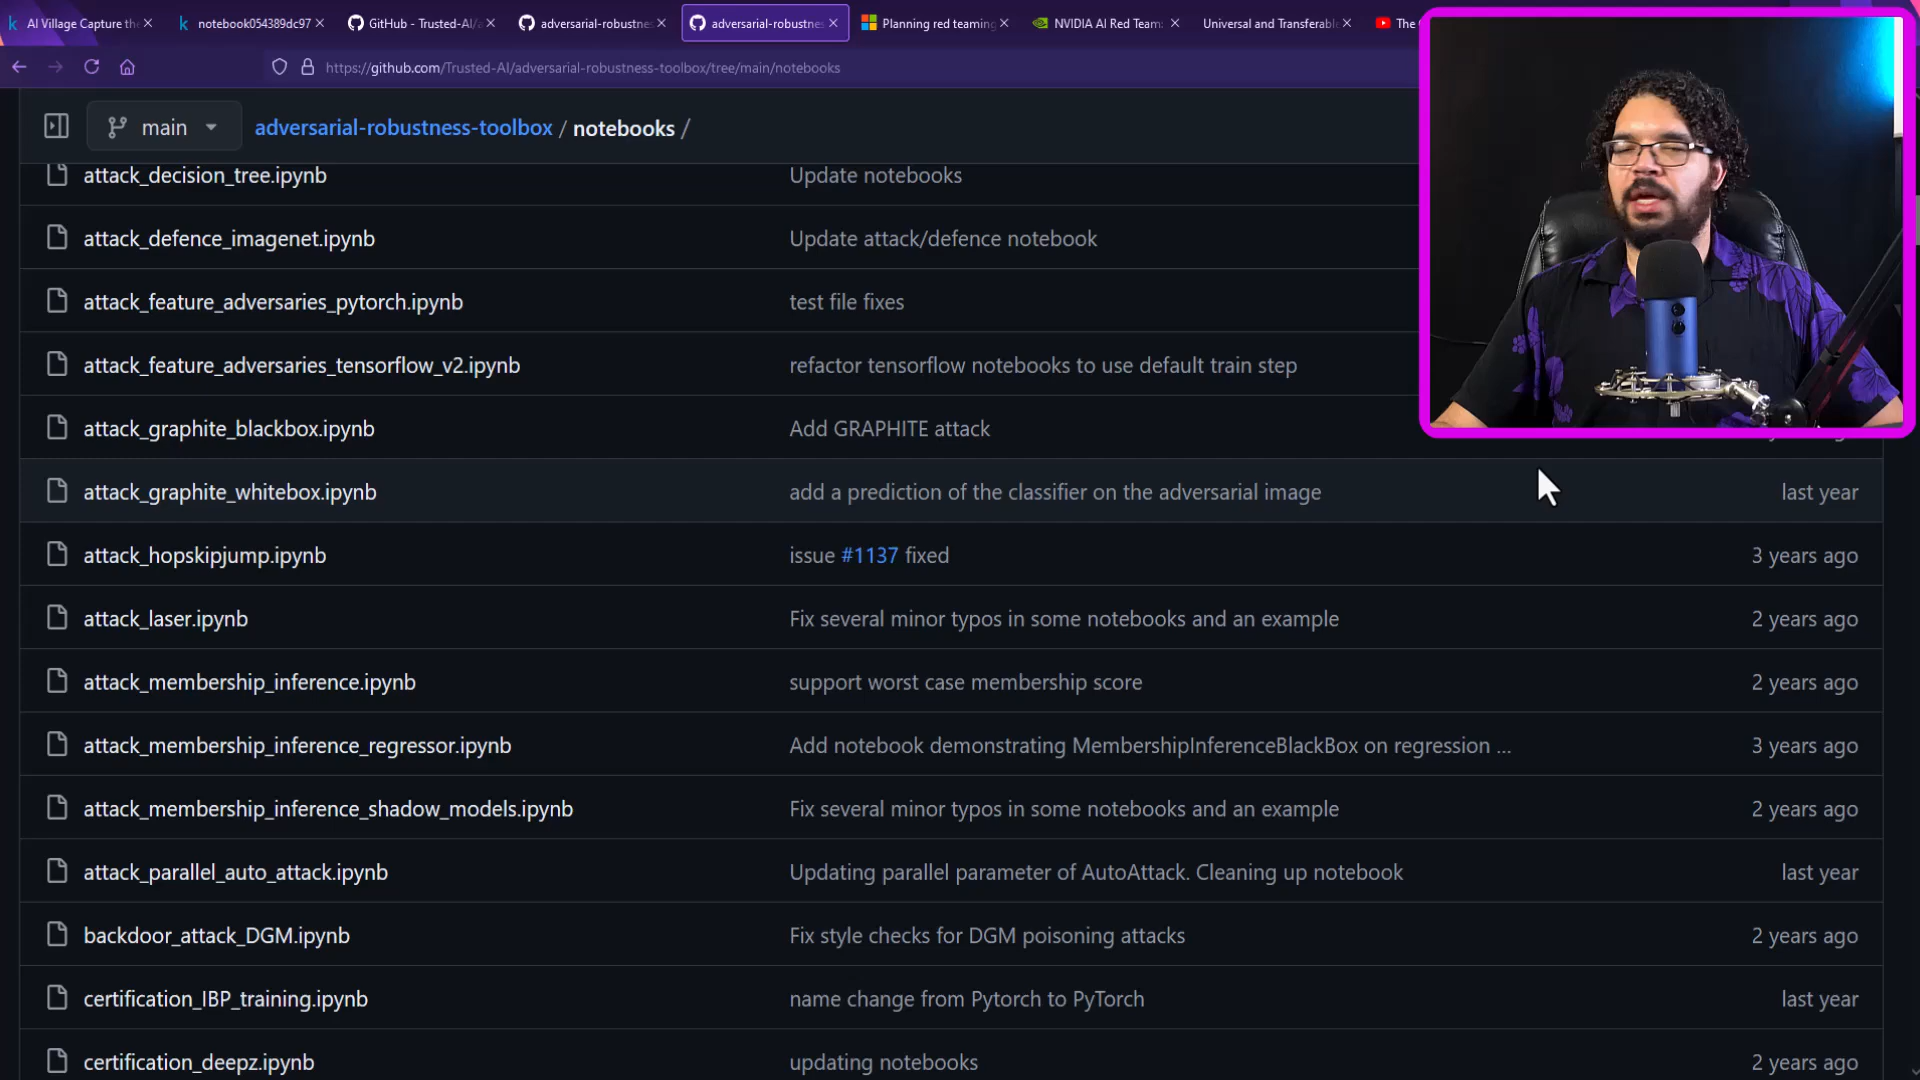 AI Village Capture the
notebook054389dc97
GitHub - Trusted-AI/a
adversarial-robustnes
adversarial-robustnes
Planning red teaming
NVIDIA AI Red Team:
Universal and Transferable
The
https://github.com/Trusted-AI/adversarial-robustness-toolbox/tree/main/notebooks
main
adversarial-robustness-toolbox / notebooks /
attack_decision_tree.ipynb Update notebooks
attack_defence_imagenet.ipynb Update attack/defence notebook
attack_feature_adversaries_pytorch.ipynb test file fixes
attack_feature_adversaries_tensorflow_v2.ipynb refactor tensorflow notebooks to use default train step
attack_graphite_blackbox.ipynb Add GRAPHITE attack
attack_graphite_whitebox.ipynb add a prediction of the classifier on the adversarial image last year
attack_hopskipjump.ipynb issue #1137 fixed 3 years ago
attack_laser.ipynb Fix several minor typos in some notebooks and an example 2 years ago
attack_membership_inference.ipynb support worst case membership score 2 years ago
attack_membership_inference_regressor.ipynb Add notebook demonstrating MembershipInferenceBlackBox on regression ... 3 years ago
attack_membership_inference_shadow_models.ipynb Fix several minor typos in some notebooks and an example 2 years ago
attack_parallel_auto_attack.ipynb Updating parallel parameter of AutoAttack. Cleaning up notebook last year
backdoor_attack_DGM.ipynb Fix style checks for DGM poisoning attacks 2 years ago
certification_IBP_training.ipynb name change from Pytorch to PyTorch last year
certification_deepz.ipynb updating notebooks 2 years ago